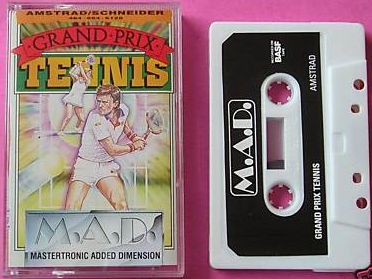 AMSTRAD/SCHNEIDER
464·664·6128
GRAND·PRIX
TENNIS
M.A.D.
MASTERTRONIC ADDED DIMENSION
BASF
AMSTRAD
M.A.D.
GRAND PRIX TENNIS